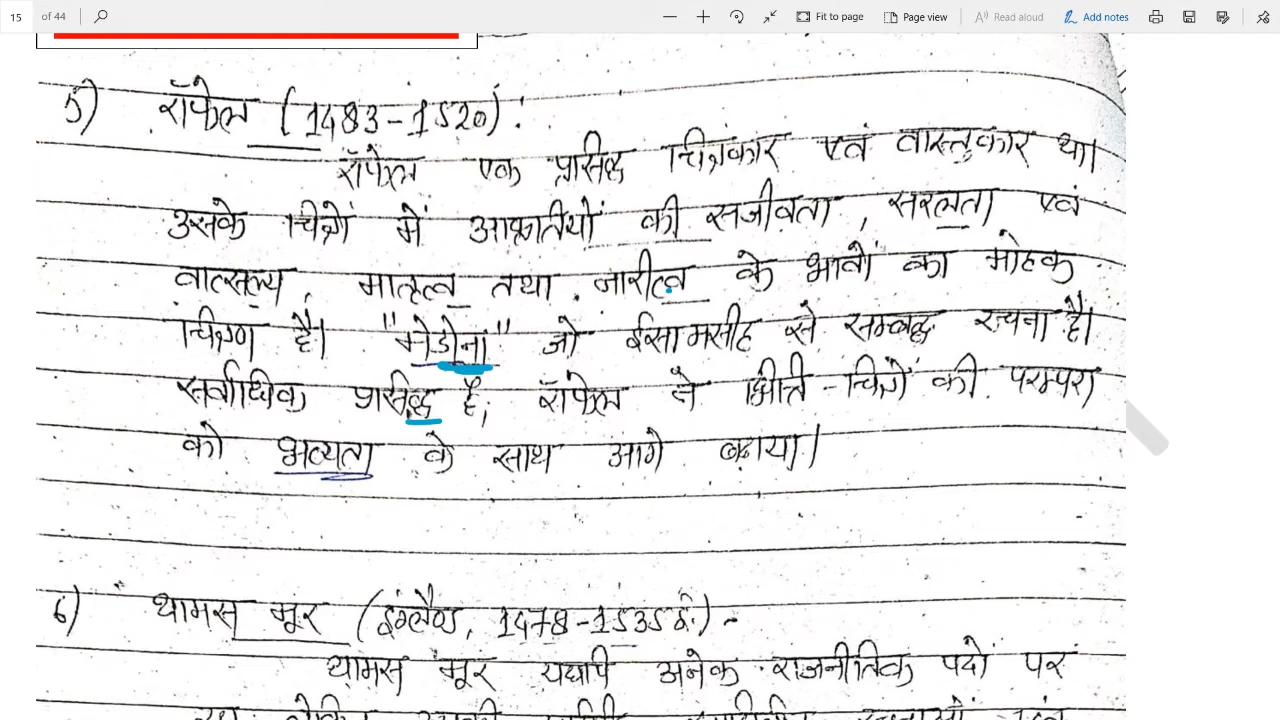 15 of 44
Fit to page
Page view
Read aloud
Add notes
5) रॉफेल (1483-1520) :
रॉफेल एक प्रसिद्ध चित्रकार एवं वास्तुकार था।
उसके चित्रों में आक्रतीयों की सजीवता, सरलता एवं
वात्सल्य, मातृत्व तथा नारीत्व के भावों का मोहक
चित्रण है। "मेडोना" जो ईसामसीह से सम्बद्ध रचना है।
सर्वाधिक प्रसिद्ध है, रॉफेल ने भित्ति-चित्रों की परम्परा
को भव्यता के साथ आगे बढ़ाया।
6) थामस मूर (इंग्लैण्ड, 1478-1535ई.) -
थामस मूर यद्यपि अनेक राजनीतिक पदों पर